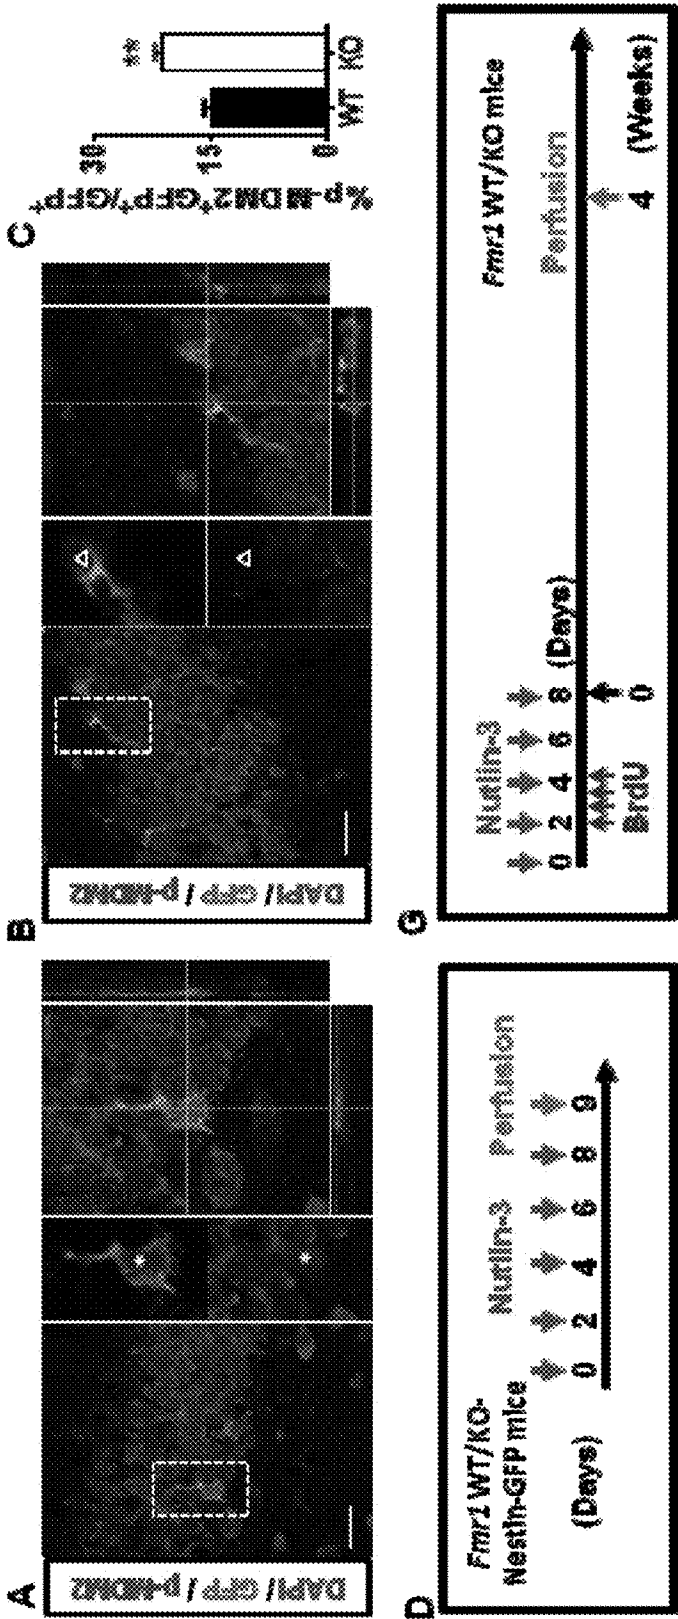 A
DAPI / GFP / p-MDM2
B
DAPI / GFP / p-MDM2
C
% p-MDM2+GFP+/GFP+
30
15
0
WT KO
**
D
Fmr1 WT/KO-
Nestin-GFP mice
Nutlin-3 Perfusion
(Days) 0 2 4 6 8 9
G
Fmr1 WT/KO mice
Nutlin-3 Perfusion
0 2 4 6 8 (Days)
BrdU 0 4 (Weeks)